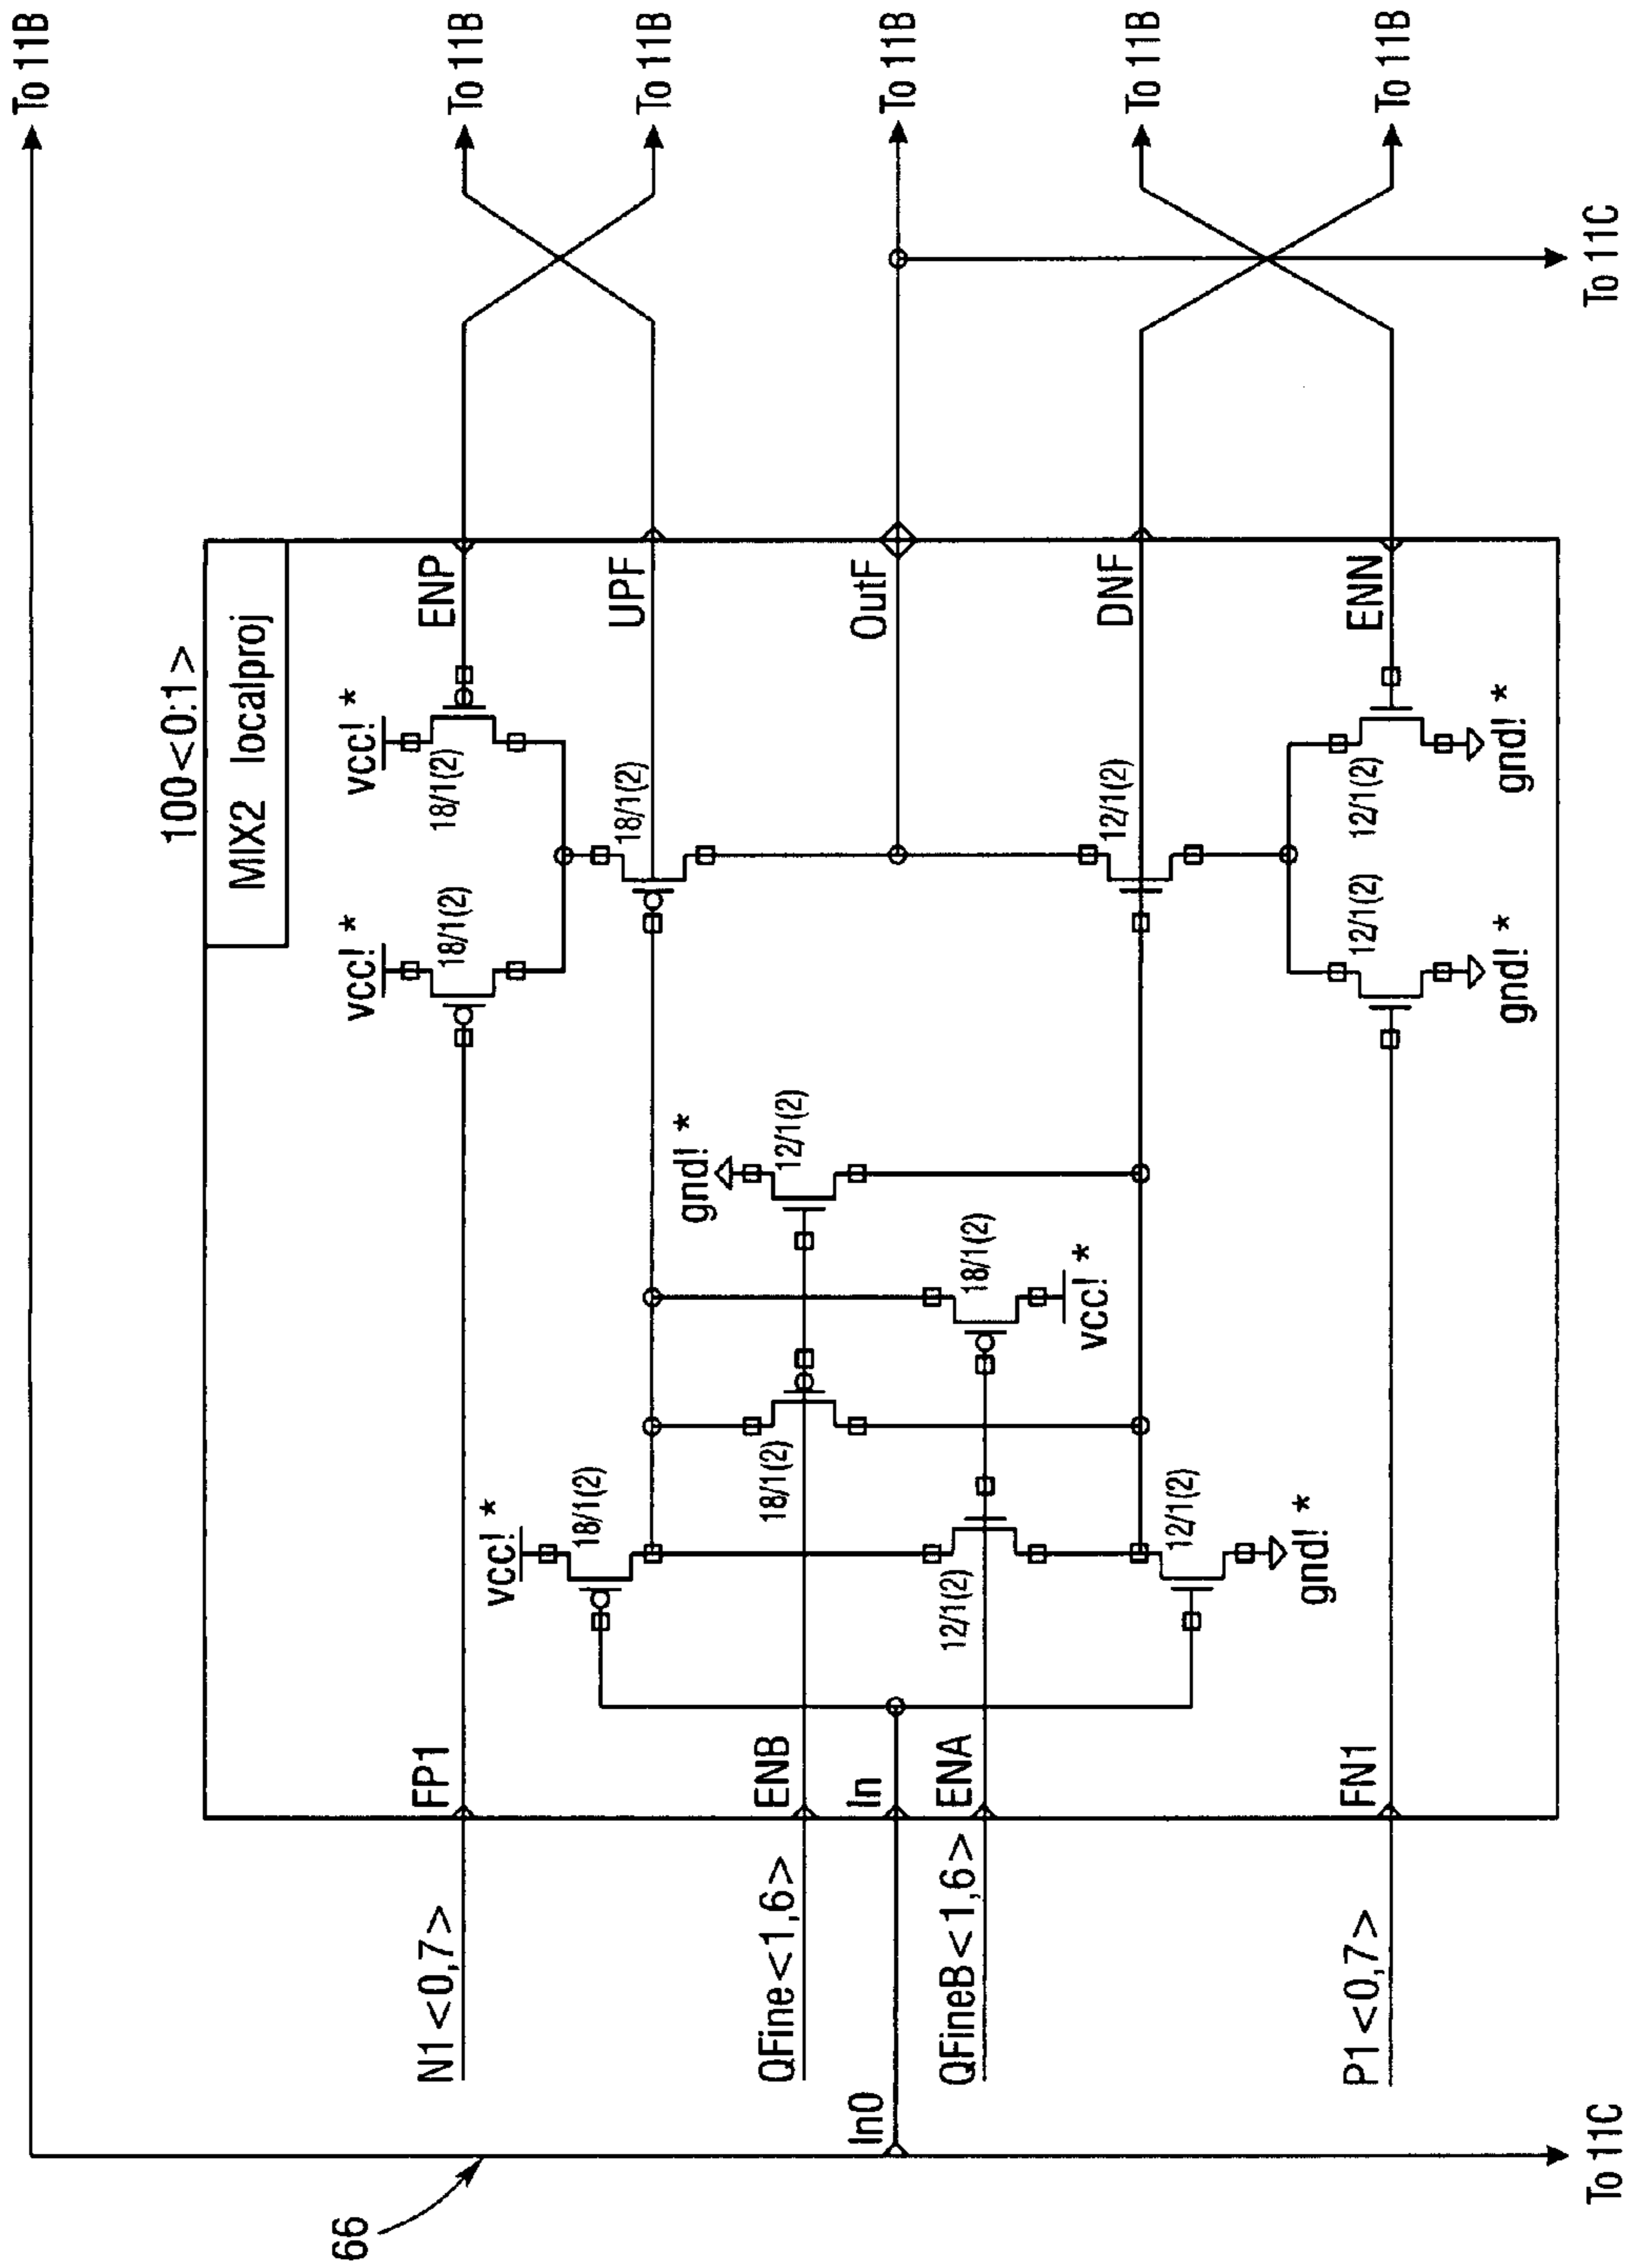 To 11B
To 11B
To 11B
To 11B
To 11B
To 11B
To 11C
To 11C
66
100<0:1>
MIX2 localproj
N1<0,7>
QFine<1,6>
In0
QFineB<1,6>
P1<0,7>
FP1
ENB
In
ENA
FN1
ENP
UPF
OutF
DNF
ENN
vcc! *
18/1(2)
vcc! *
18/1(2)
vcc! *
18/1(2)
18/1(2)
18/1(2)
gnd! *
12/1(2)
18/1(2)
vcc! *
12/1(2)
12/1(2)
gnd! *
12/1(2)
12/1(2)
gnd! *
12/1(2)
gnd! *